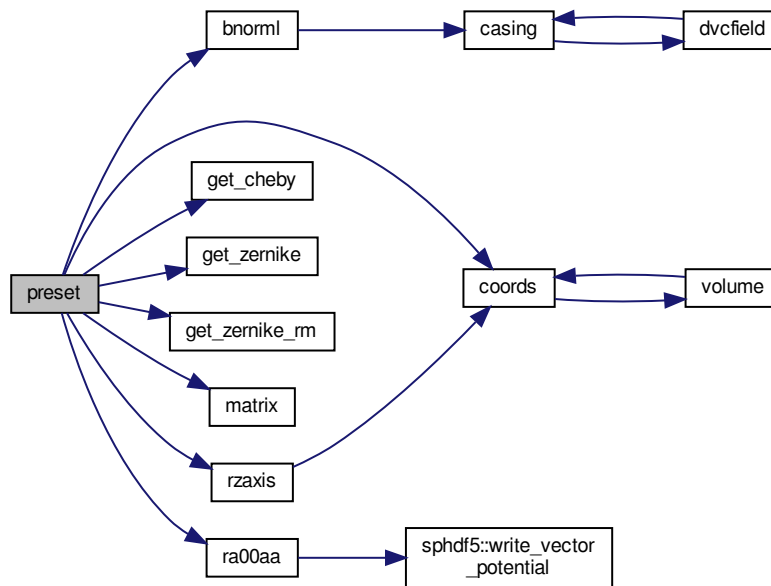 bnorml
casing
dvcfield
get_cheby
get_zernike
preset
coords
volume
get_zernike_rm
matrix
rzaxis
ra00aa
sphdf5::write_vector
_potential